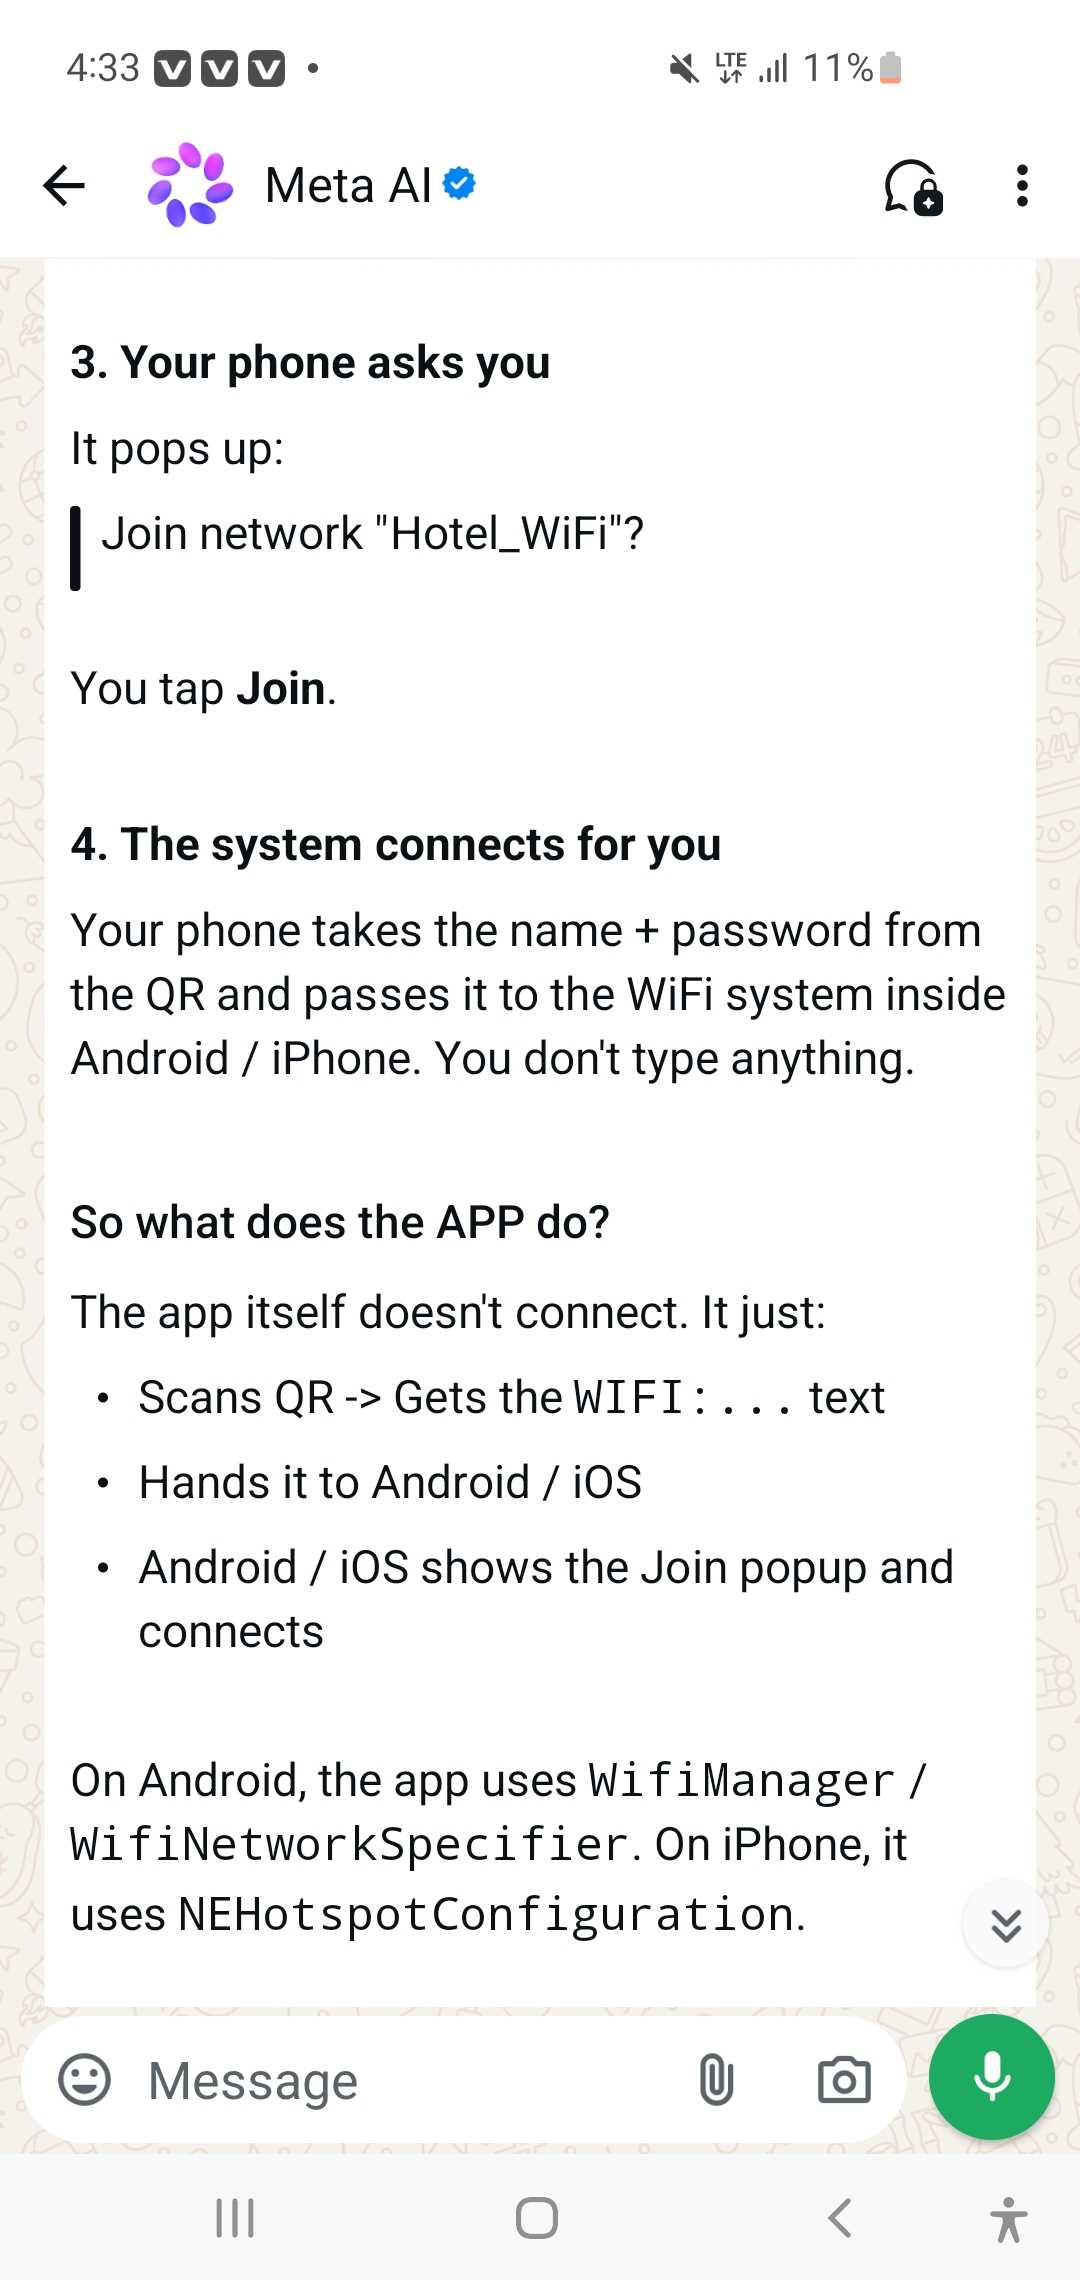 4:33
LTE
11%
Meta AI
3. Your phone asks you
It pops up:
Join network "Hotel_WiFi"?
You tap Join.
4. The system connects for you
Your phone takes the name + password from
the QR and passes it to the WiFi system inside
Android / iPhone. You don't type anything.
So what does the APP do?
The app itself doesn't connect. It just:
• Scans QR -> Gets the WIFI:... text
• Hands it to Android / iOS
• Android / iOS shows the Join popup and
connects
On Android, the app uses WifiManager /
WifiNetworkSpecifier. On iPhone, it
uses NEHotspotConfiguration.
Message